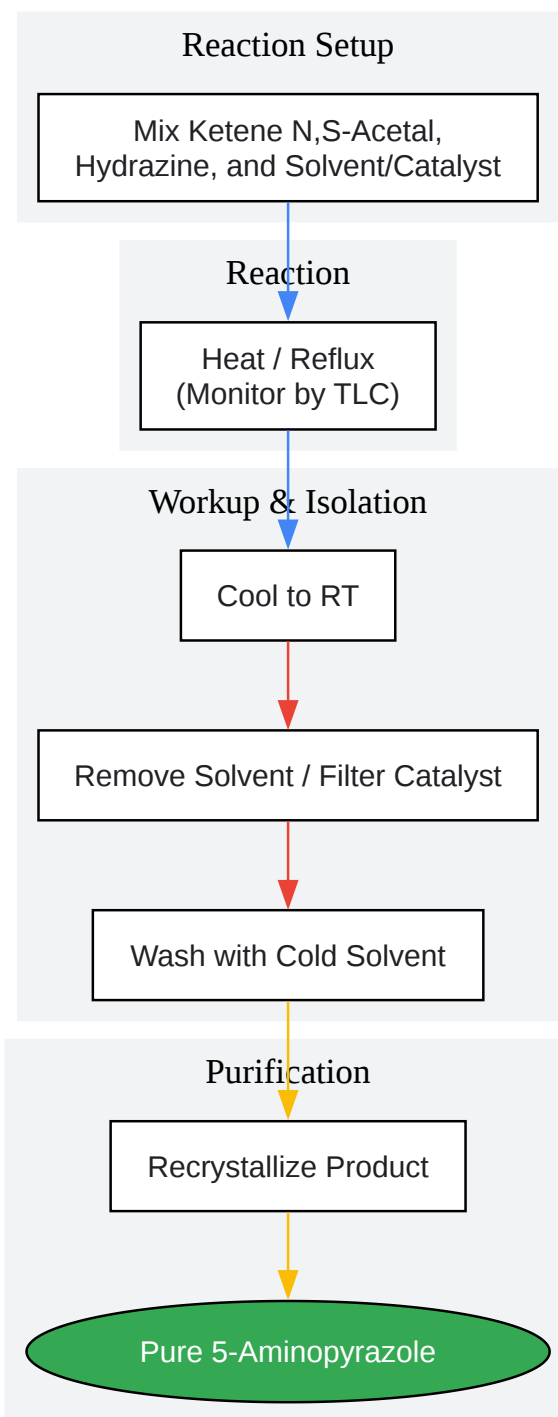 Reaction Setup
Mix Ketene N,S-Acetal,
Hydrazine, and Solvent/Catalyst
Reaction
Heat / Reflux
(Monitor by TLC)
Workup & Isolation
Cool to RT
Remove Solvent / Filter Catalyst
Wash with Cold Solvent
Purification
Recrystallize Product
Pure 5-Aminopyrazole